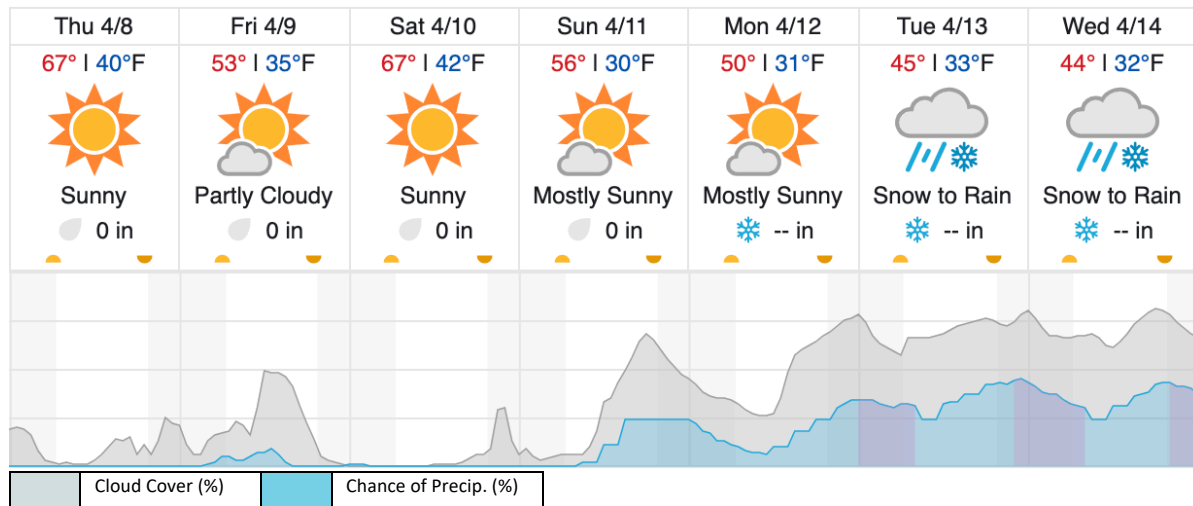 Thu 4/8 Fri 4/9 Sat 4/10 Sun 4/11 Mon 4/12 Tue 4/13 Wed 4/14
67° | 40°F 53° | 35°F 67° | 42°F 56° | 30°F 50° | 31°F 45° | 33°F 44° | 32°F
Sunny Partly Cloudy Sunny Mostly Sunny Mostly Sunny Snow to Rain Snow to Rain
0 in 0 in 0 in 0 in -- in -- in -- in
Cloud Cover (%) Chance of Precip. (%)